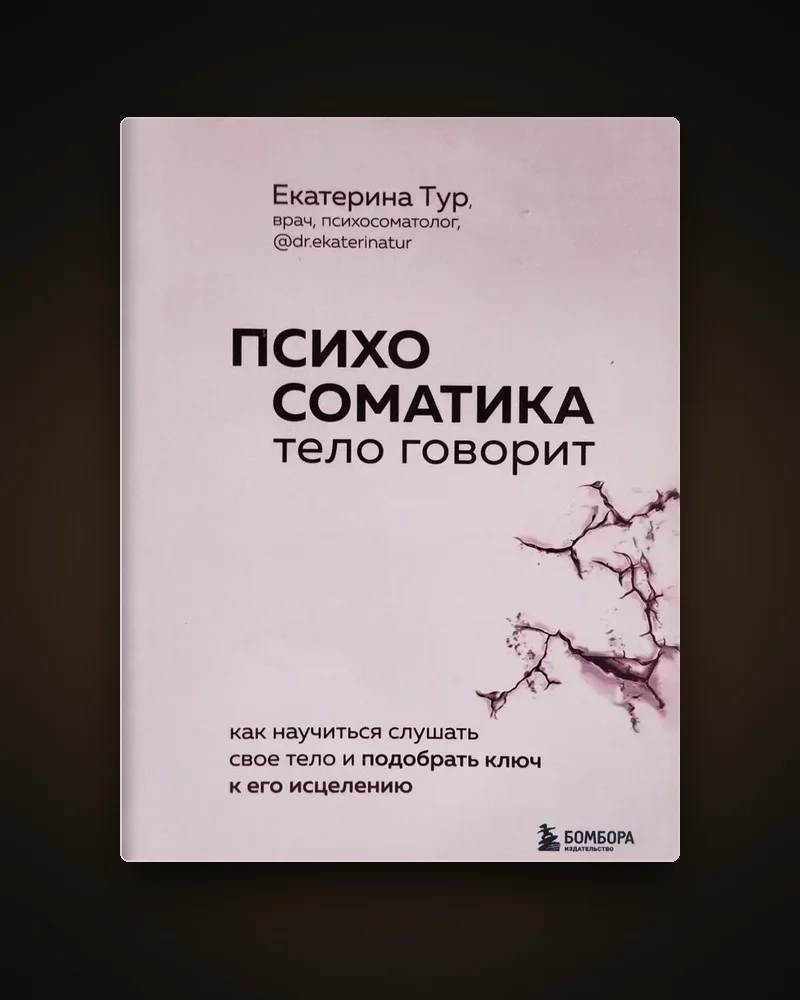 Екатерина Тур,
врач, психосоматолог,
@dr.ekaterinatur
ПСИХО
СОМАТИКА
тело говорит
как научиться слушать
свое тело и подобрать ключ
к его исцелению
БОМБОРА
ИЗДАТЕЛЬСТВО